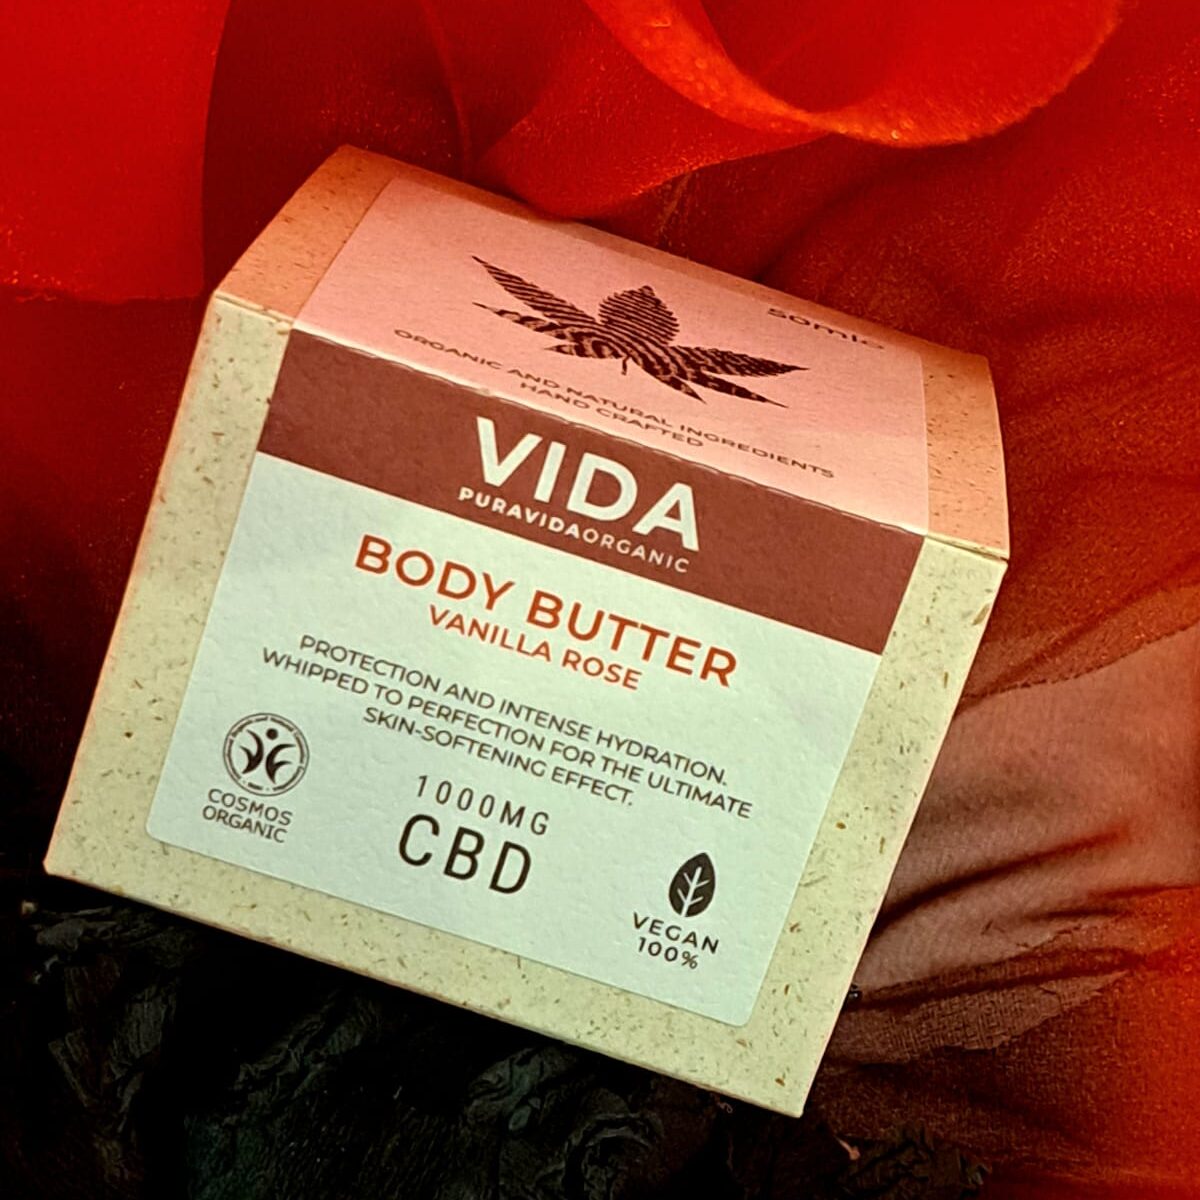 50ml e
ORGANIC AND NATURAL INGREDIENTS
HAND CRAFTED
VIDA
PURAVIDAORGANIC
BODY BUTTER
VANILLA ROSE
PROTECTION AND INTENSE HYDRATION.
WHIPPED TO PERFECTION FOR THE ULTIMATE
SKIN-SOFTENING EFFECT.
COSMOS
ORGANIC
1000MG
CBD
VEGAN
100%